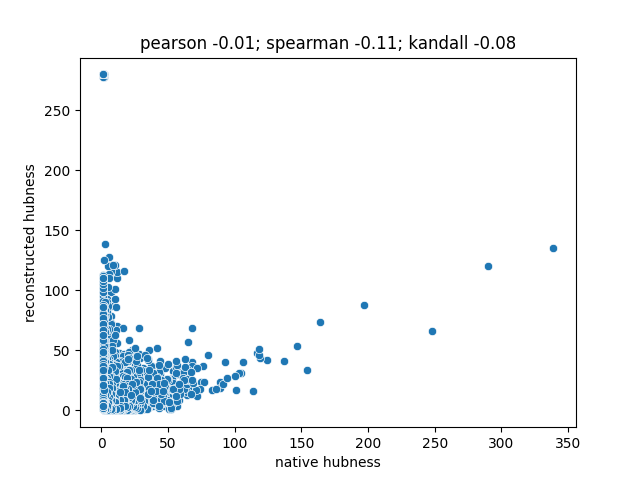 pearson -0.01; spearman -0.11; kandall -0.08
reconstructed hubness
250
200
150
100
50
0
0 50 100 150 200 250 300 350
native hubness